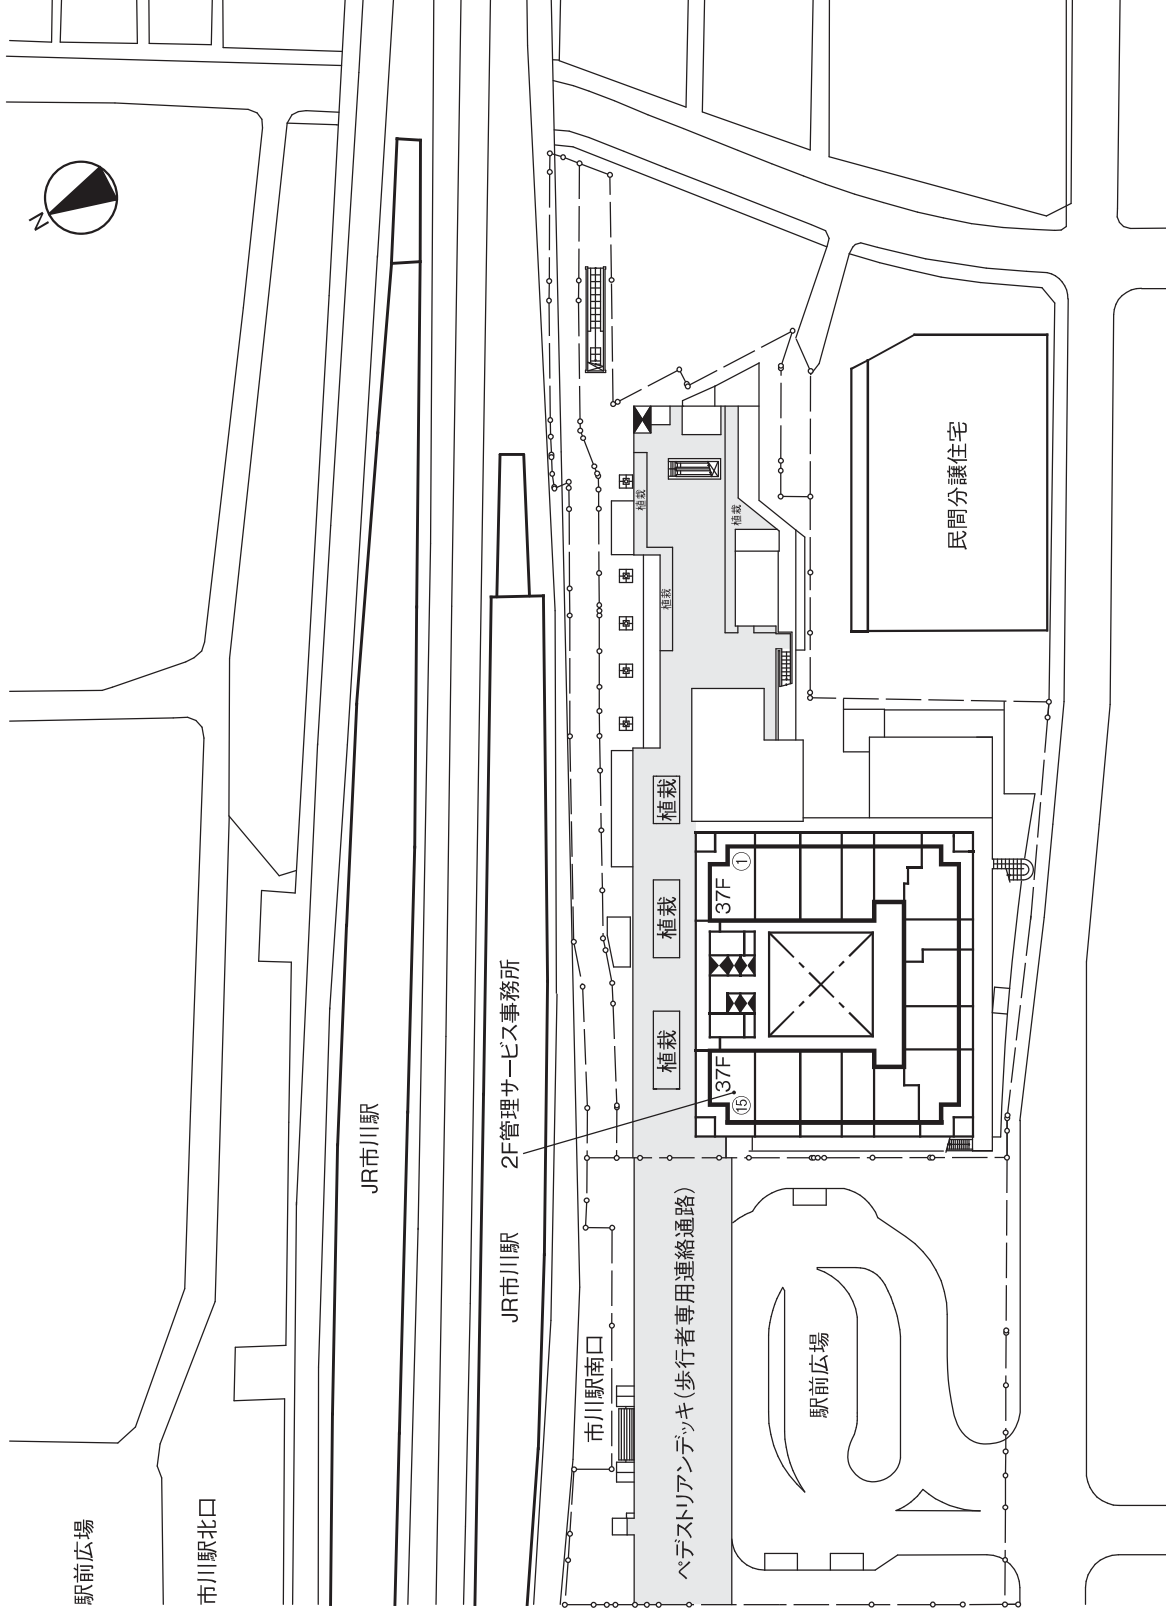 N
民間分譲住宅
植栽
植栽
植栽
植栽
植栽
植栽
37F
①
37F
⑮
2F管理サービス事務所
JR市川駅
JR市川駅
市川駅南口
ペデストリアンデッキ(歩行者専用連絡通路)
駅前広場
駅前広場
市川駅北口